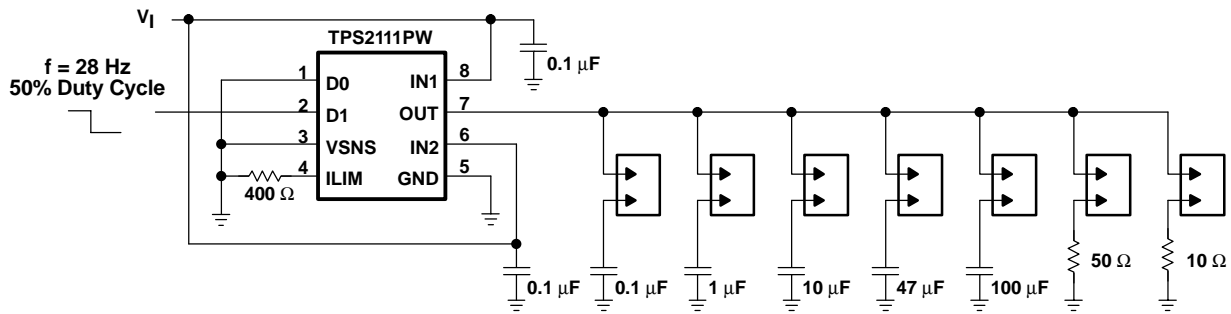 VI
TPS2111PW
f = 28 Hz
50% Duty Cycle
0.1 μF
1
D0
IN1
8
2
D1
OUT
7
3
VSNS
IN2
6
4
ILIM
GND
5
400 Ω
0.1 μF
0.1 μF
1 μF
10 μF
47 μF
100 μF
50 Ω
10 Ω